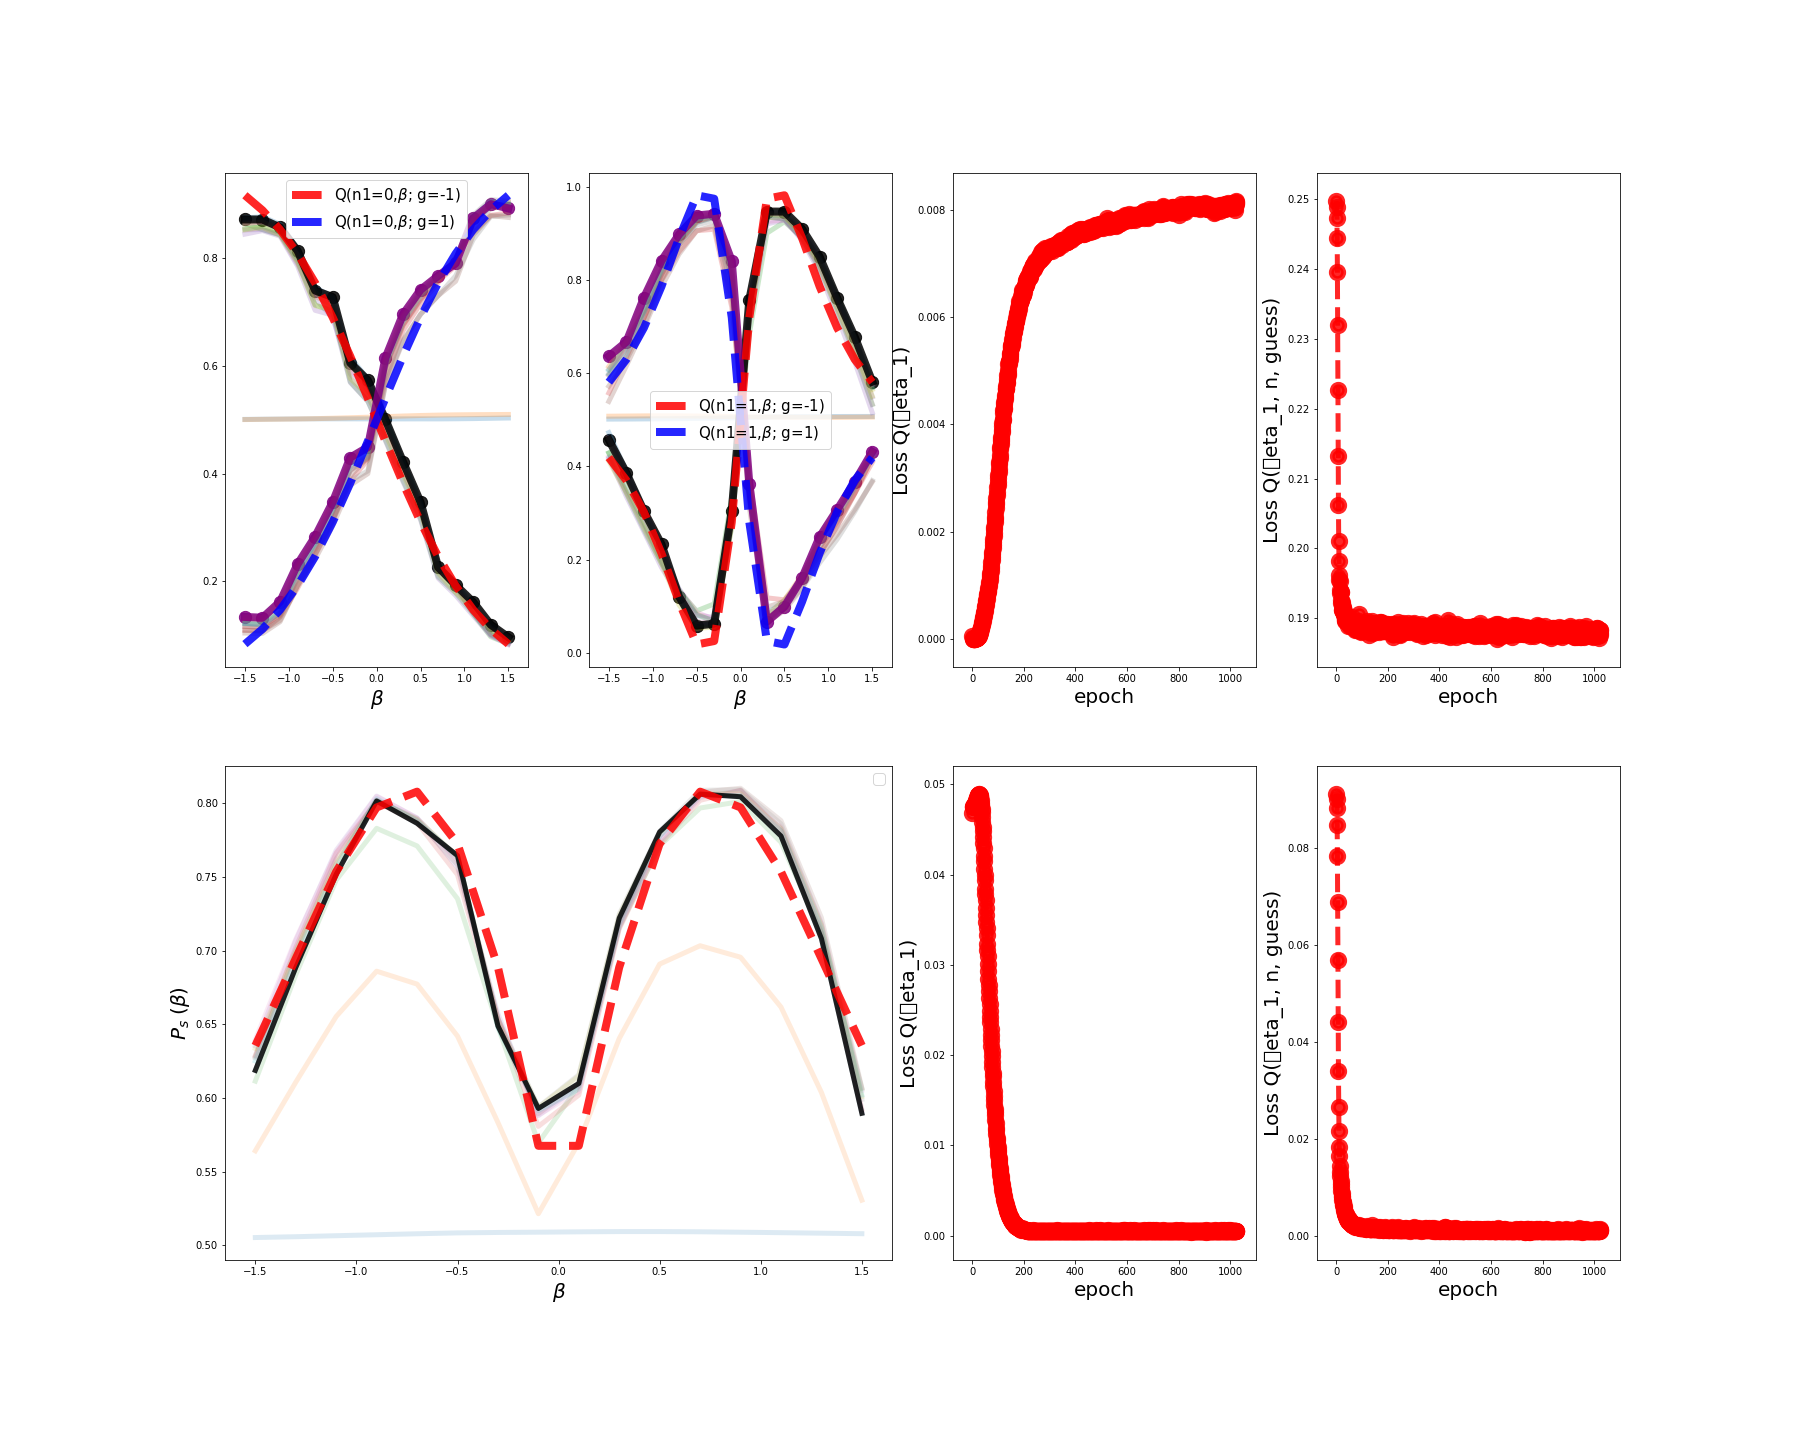 Q(n1=0,β; g=-1)
Q(n1=0,β; g=1)
0.8
0.6
0.4
0.2
−1.5 −1.0 −0.5 0.0 0.5 1.0 1.5
β
1.0
0.8
0.6
0.4
0.2
0.0
Q(n1=1,β; g=-1)
Q(n1=1,β; g=1)
−1.5 −1.0 −0.5 0.0 0.5 1.0 1.5
β
Loss Q(▯eta_1)
0.008
0.006
0.004
0.002
0.000
0 200 400 600 800 1000
epoch
Loss Q(▯eta_1, n, guess)
0.25
0.24
0.23
0.22
0.21
0.20
0.19
0 200 400 600 800 1000
epoch
P_s (β)
0.80
0.75
0.70
0.65
0.60
0.55
0.50
−1.5 −1.0 −0.5 0.0 0.5 1.0 1.5
β
Loss Q(▯eta_1)
0.05
0.04
0.03
0.02
0.01
0.00
0 200 400 600 800 1000
epoch
Loss Q(▯eta_1, n, guess)
0.08
0.06
0.04
0.02
0.00
0 200 400 600 800 1000
epoch